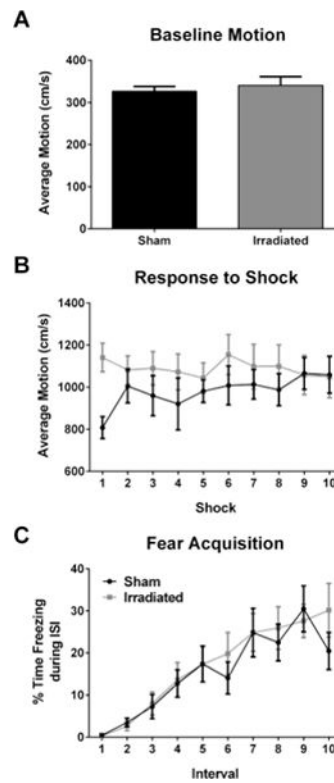 A
Baseline Motion
Average Motion (cm/s)
400
300
200
100
0
Sham
Irradiated
B
Response to Shock
Average Motion (cm/s)
1400
1200
1000
800
600
1 2 3 4 5 6 7 8 9 10
Shock
C
Fear Acquisition
% Time Freezing
during ISI
40
30
20
10
0
Sham
Irradiated
1 2 3 4 5 6 7 8 9 10
Interval